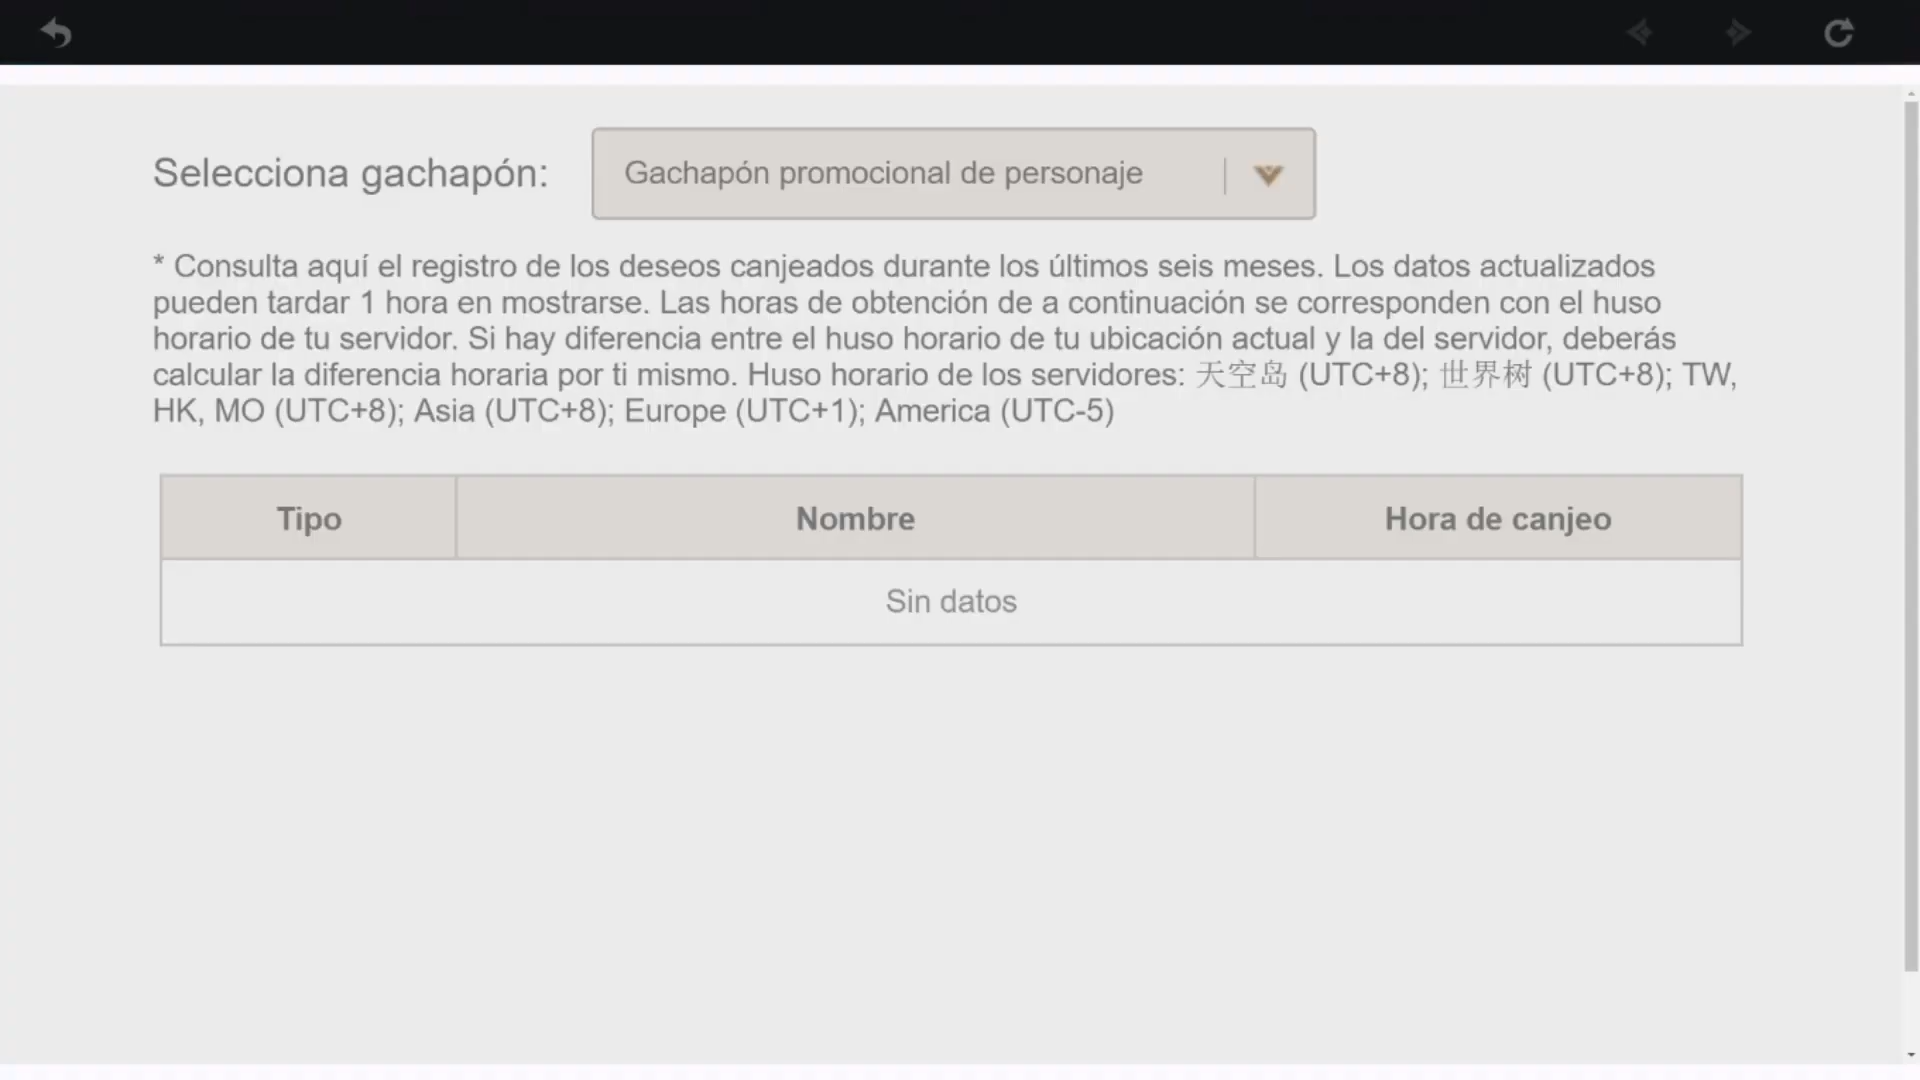 Selecciona gachapón:
Gachapón promocional de personaje
* Consulta aquí el registro de los deseos canjeados durante los últimos seis meses. Los datos actualizados
pueden tardar 1 hora en mostrarse. Las horas de obtención de a continuación se corresponden con el huso
horario de tu servidor. Si hay diferencia entre el huso horario de tu ubicación actual y la del servidor, deberás
calcular la diferencia horaria por ti mismo. Huso horario de los servidores: 天空岛 (UTC+8); 世界树 (UTC+8); TW,
HK, MO (UTC+8); Asia (UTC+8); Europe (UTC+1); America (UTC-5)
Tipo Nombre Hora de canjeo
Sin datos